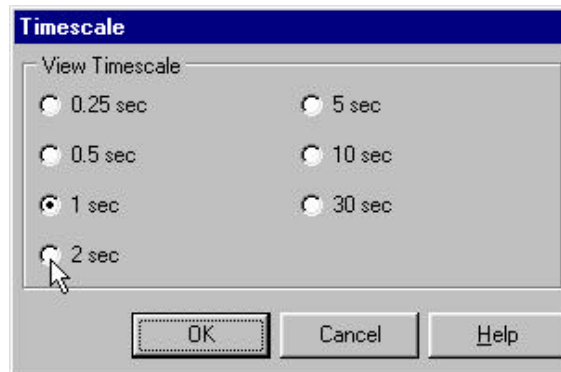 Timescale
View Timescale
0.25 sec
0.5 sec
1 sec
2 sec
5 sec
10 sec
30 sec
OK
Cancel
Help